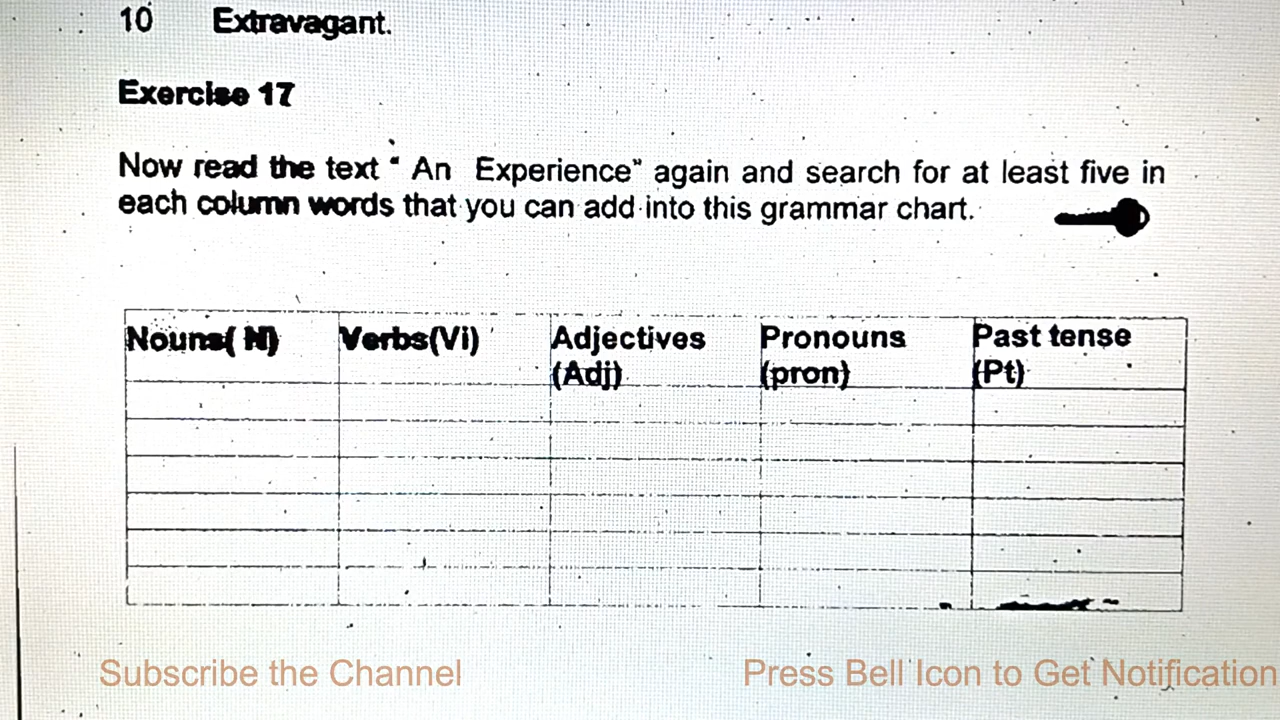 10 Extravagant.
Exercise 17
Now read the text " An Experience" again and search for at least five in
each column words that you can add into this grammar chart.
Nouns( N) Verbs(Vi) Adjectives (Adj) Pronouns (pron) Past tense (Pt)
Subscribe the Channel Press Bell Icon to Get Notification